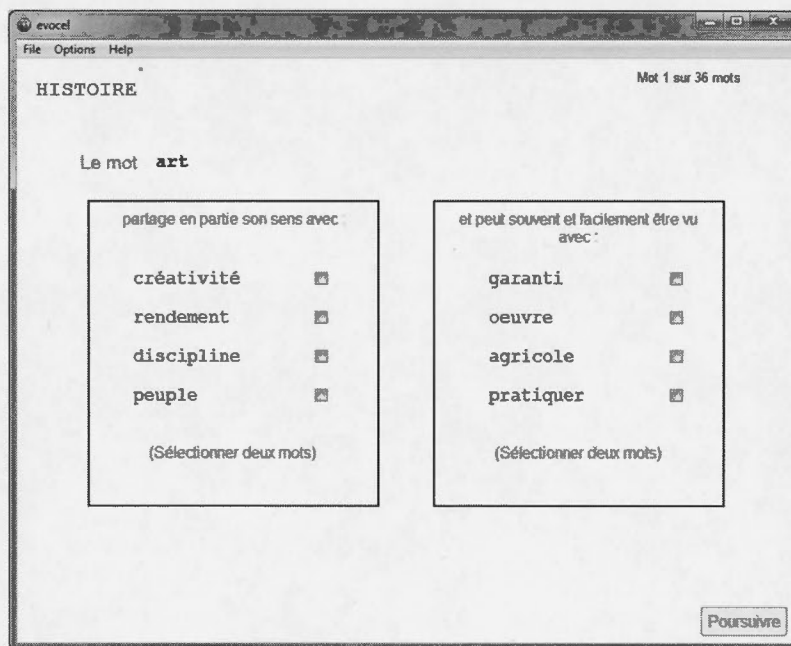 evocel
File Options Help
HISTOIRE
Mot 1 sur 36 mots
Le mot art
partage en partie son sens avec :
créativité
rendement
discipline
peuple
(Sélectionner deux mots)
et peut souvent et facilement être vu
avec :
garanti
oeuvre
agricole
pratiquer
(Sélectionner deux mots)
Poursuivre